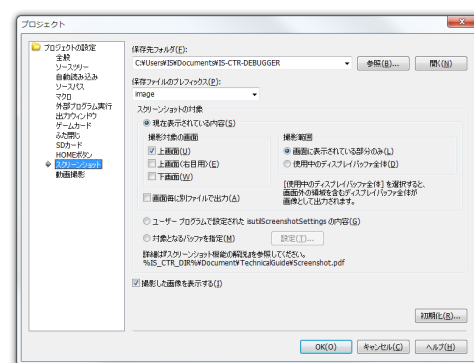 プロジェクト
プロジェクトの設定
全般
ソースツリー
自動読み込み
ソースパス
マクロ
外部プログラム実行
出力ウィンドウ
ゲームカード
ふた閉じ
SDカード
HOMEボタン
スクリーンショット
動画撮影
保存先フォルダ(F):
C:¥Users¥IS¥Documents¥IS-CTR-DEBUGGER
参照(B)...
開く(N)
保存ファイルのプレフィックス(P):
image
スクリーンショットの対象
現在表示されている内容(S)
撮影対象の画面
上画面(U)
上画面(右目用)(E)
下画面(W)
撮影範囲
画面に表示されている部分のみ(L)
使用中のディスプレイバッファ全体(D)
画面毎に別ファイルで出力(A)
[使用中のディスプレイバッファ全体] を選択すると、
画面外の領域を含むディスプレイバッファが
画像として出力されます。
ユーザー プログラムで設定された isutilScreenshotSettings の内容(G)
対象となるバッファを指定(M)
設定(T)...
詳細は『スクリーンショット機能の解説』を参照してください。
%IS_CTR_DIR%¥Document¥TechnicalGuide¥Screenshot.pdf
撮影した画像を表示する(I)
初期化(R)...
OK(O)
キャンセル(C)
ヘルプ(H)